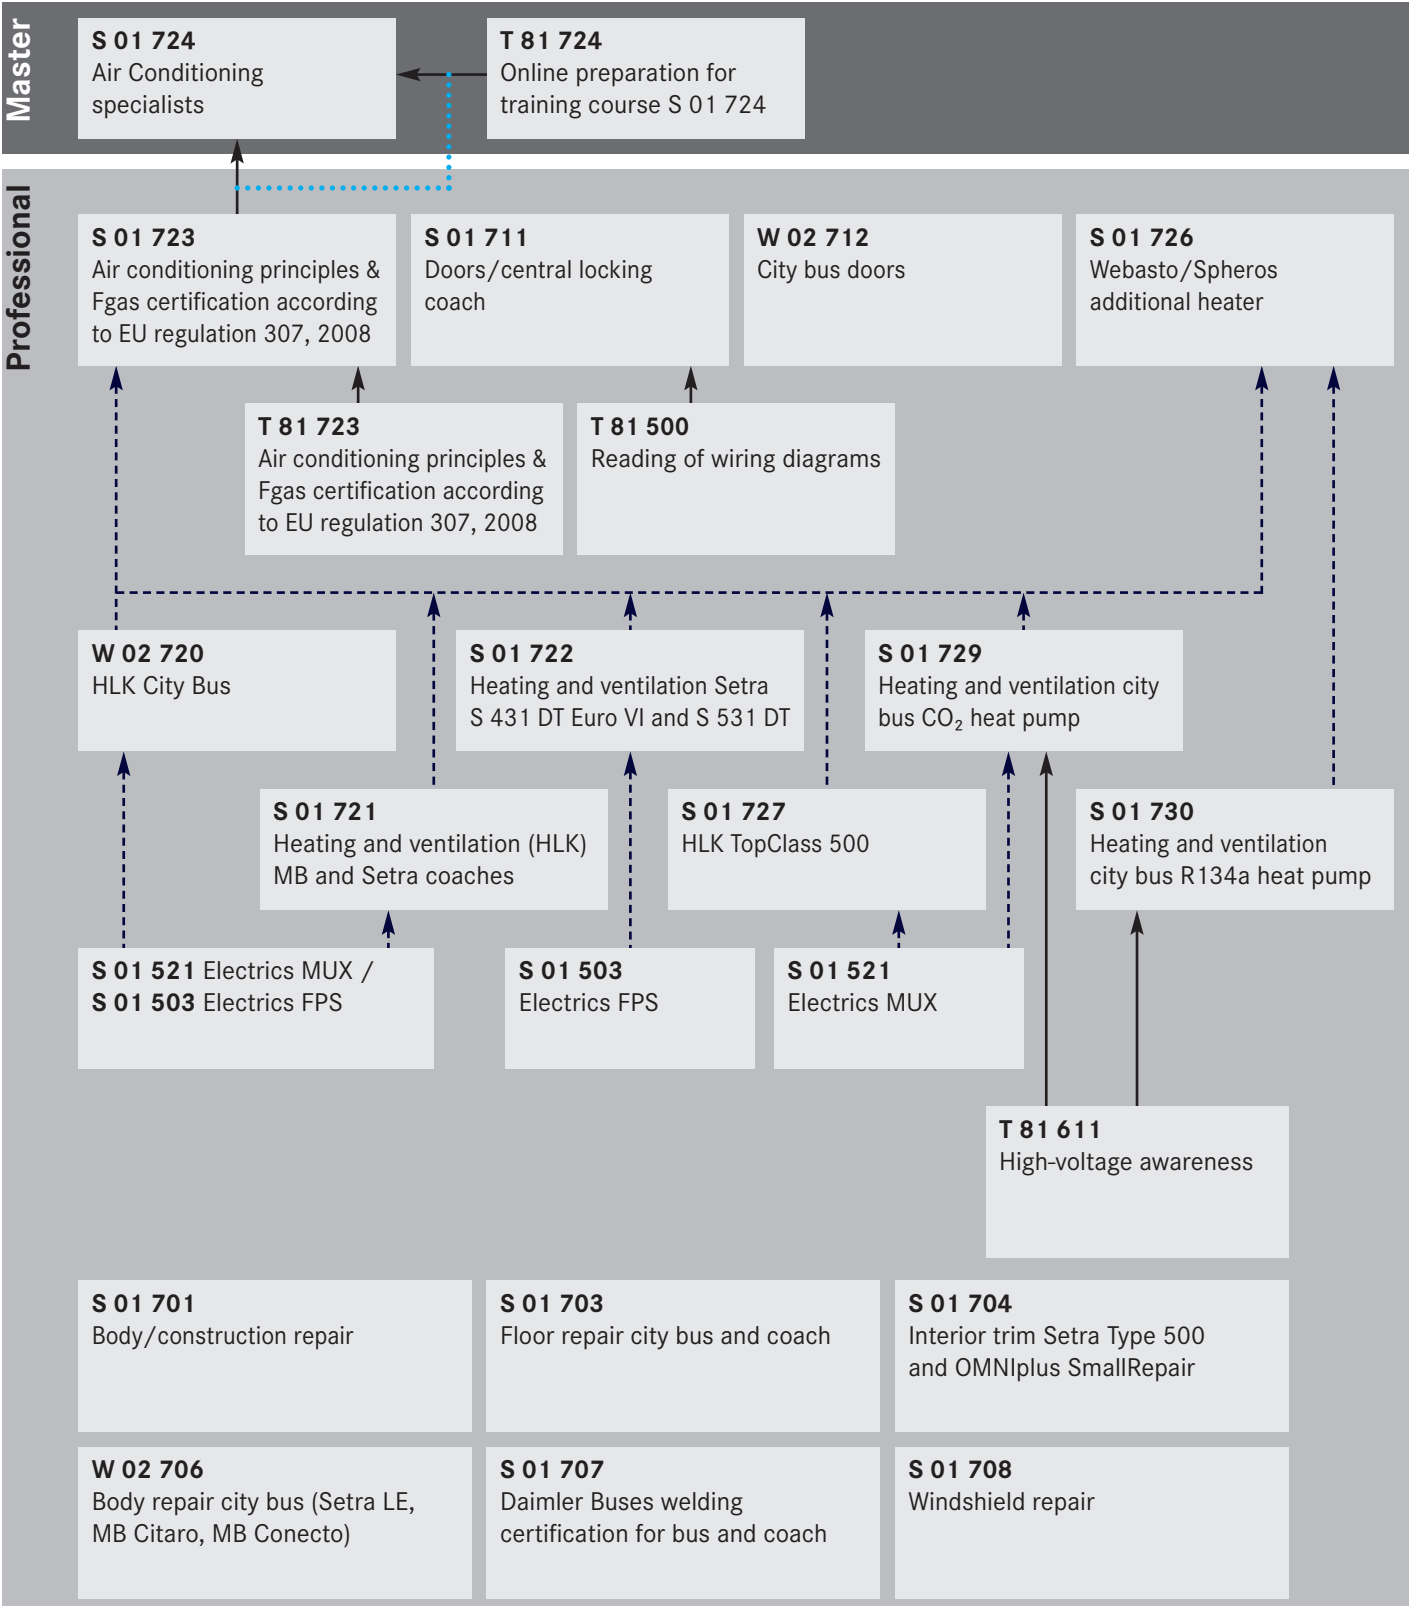 Master
S 01 724
Air Conditioning
specialists
T 81 724
Online preparation for
training course S 01 724
Professional
S 01 723
Air conditioning principles &
Fgas certification according
to EU regulation 307, 2008
S 01 711
Doors/central locking
coach
W 02 712
City bus doors
S 01 726
Webasto/Spheros
additional heater
T 81 723
Air conditioning principles &
Fgas certification according
to EU regulation 307, 2008
T 81 500
Reading of wiring diagrams
W 02 720
HLK City Bus
S 01 722
Heating and ventilation Setra
S 431 DT Euro VI and S 531 DT
S 01 729
Heating and ventilation city
bus CO₂ heat pump
S 01 721
Heating and ventilation (HLK)
MB and Setra coaches
S 01 727
HLK TopClass 500
S 01 730
Heating and ventilation
city bus R134a heat pump
S 01 521 Electrics MUX /
S 01 503 Electrics FPS
S 01 503
Electrics FPS
S 01 521
Electrics MUX
T 81 611
High-voltage awareness
S 01 701
Body/construction repair
S 01 703
Floor repair city bus and coach
S 01 704
Interior trim Setra Type 500
and OMNIplus SmallRepair
W 02 706
Body repair city bus (Setra LE,
MB Citaro, MB Conecto)
S 01 707
Daimler Buses welding
certification for bus and coach
S 01 708
Windshield repair